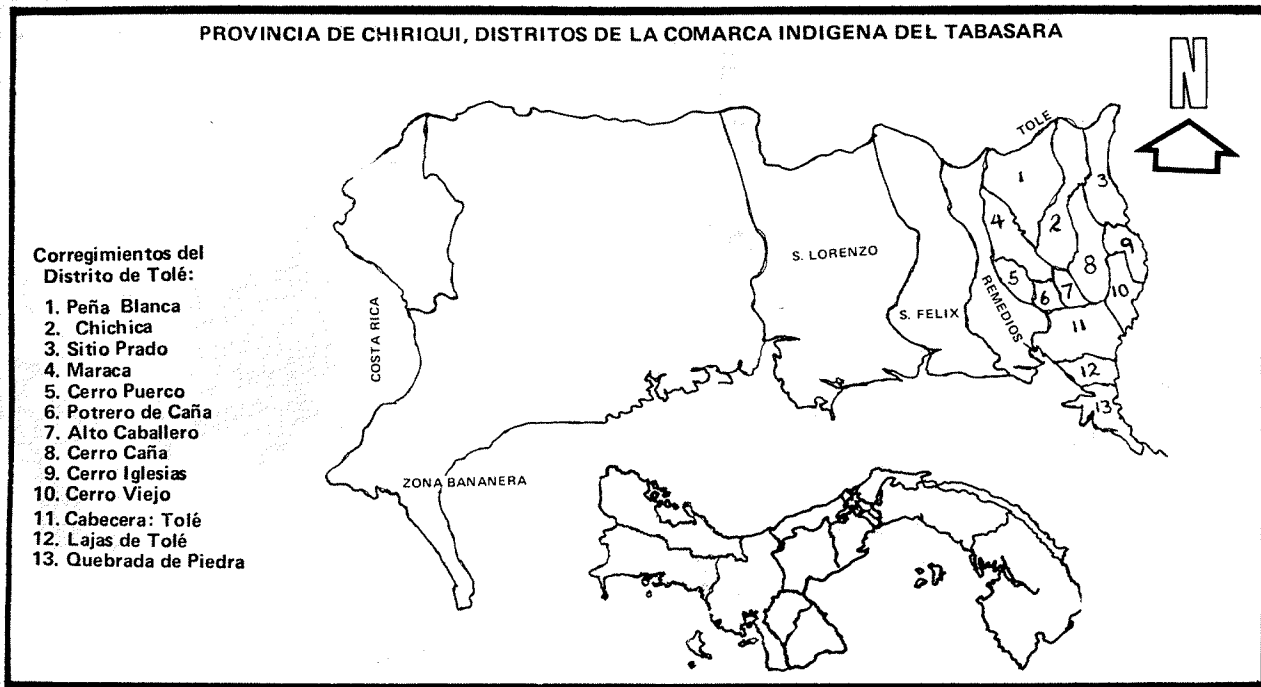 PROVINCIA DE CHIRIQUI, DISTRITOS DE LA COMARCA INDIGENA DEL TABASARA
N
TOLE
1
3
2
4
9
S. LORENZO
8
Corregimientos del
Distrito de Tolé:
5
10
7
6
1. Peña Blanca
2. Chichica
3. Sitio Prado
4. Maraca
5. Cerro Puerco
6. Potrero de Caña
7. Alto Caballero
8. Cerro Caña
9. Cerro Iglesias
10. Cerro Viejo
11. Cabecera: Tolé
12. Lajas de Tolé
13. Quebrada de Piedra
COSTA RICA
S. FELIX
REMEDIOS
11
12
13
ZONA BANANERA